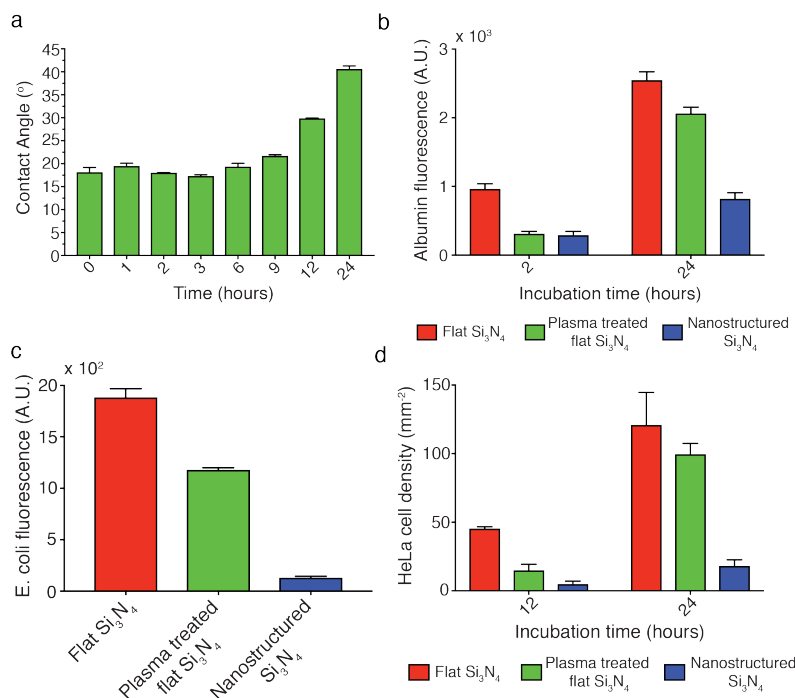 a
45
40
35
30
25
20
15
10
5
0
Contact Angle (°)
0 1 2 3 6 9 12 24
Time (hours)
b
x 10³
3
2
1
0
Albumin fluorescence (A.U.)
2 24
Incubation time (hours)
Flat Si₃N₄
Plasma treated
flat Si₃N₄
Nanostructured
Si₃N₄
c
x 10²
20
10
5
0
E. coli fluorescence (A.U.)
Flat Si₃N₄
Plasma treated
flat Si₃N₄
Nanostructured
Si₃N₄
d
150
100
50
0
HeLa cell density (mm⁻²)
12 24
Incubation time (hours)
Flat Si₃N₄
Plasma treated
flat Si₃N₄
Nanostructured
Si₃N₄